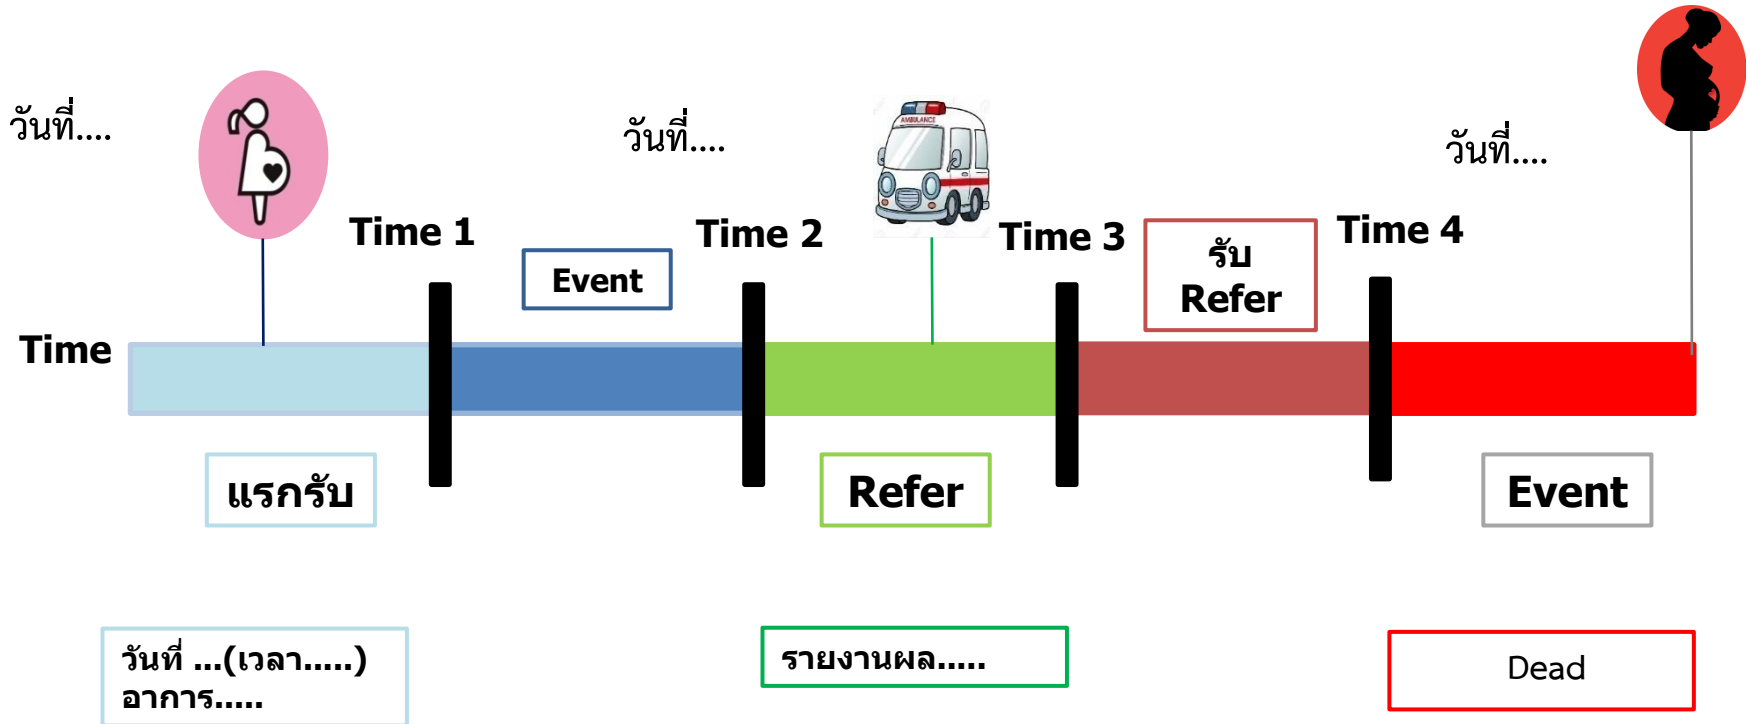 วันที่....
วันที่....
วันที่....
AMBULANCE
Time 1
Time 2
Time 3
Time 4
Event
รับ
Refer
Time
แรกรับ
Refer
Event
วันที่ ...(เวลา.....)
อาการ.....
รายงานผล.....
Dead